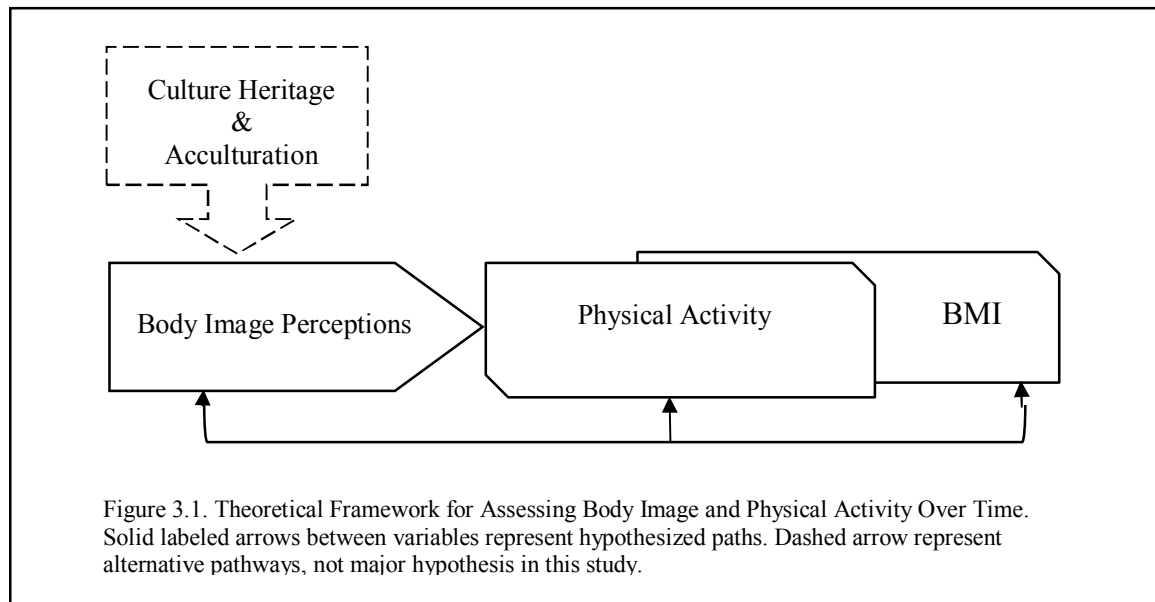 Culture Heritage
&
Acculturation
Body Image Perceptions
Physical Activity
BMI
Figure 3.1. Theoretical Framework for Assessing Body Image and Physical Activity Over Time.
Solid labeled arrows between variables represent hypothesized paths. Dashed arrow represent
alternative pathways, not major hypothesis in this study.